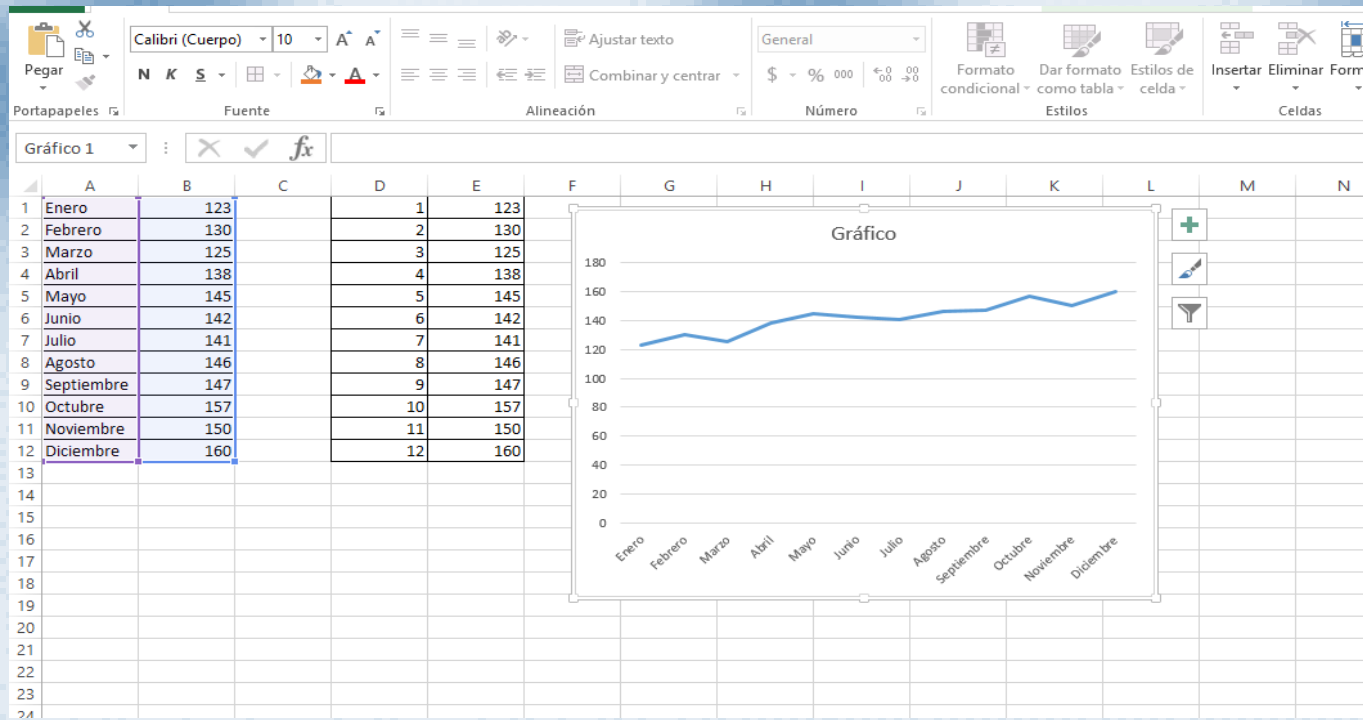 Calibri (Cuerpo) 10 A A Ajustar texto General
Pegar N K S A Combinar y centrar $ % 000 Formato condicional Dar formato como tabla Estilos de celda Insertar Eliminar Form
Portapapeles Fuente Alineación Número Estilos Celdas
Gráfico 1 fx
A B C D E F G H I J K L M N
1 Enero 123 1 123
2 Febrero 130 2 130
3 Marzo 125 3 125
4 Abril 138 4 138
5 Mayo 145 5 145
6 Junio 142 6 142
7 Julio 141 7 141
8 Agosto 146 8 146
9 Septiembre 147 9 147
10 Octubre 157 10 157
11 Noviembre 150 11 150
12 Diciembre 160 12 160
13
14
15
16
17
18
19
20
21
22
23
24
Gráfico
180
160
140
120
100
80
60
40
20
0
Enero Febrero Marzo Abril Mayo Junio Julio Agosto Septiembre Octubre Noviembre Diciembre